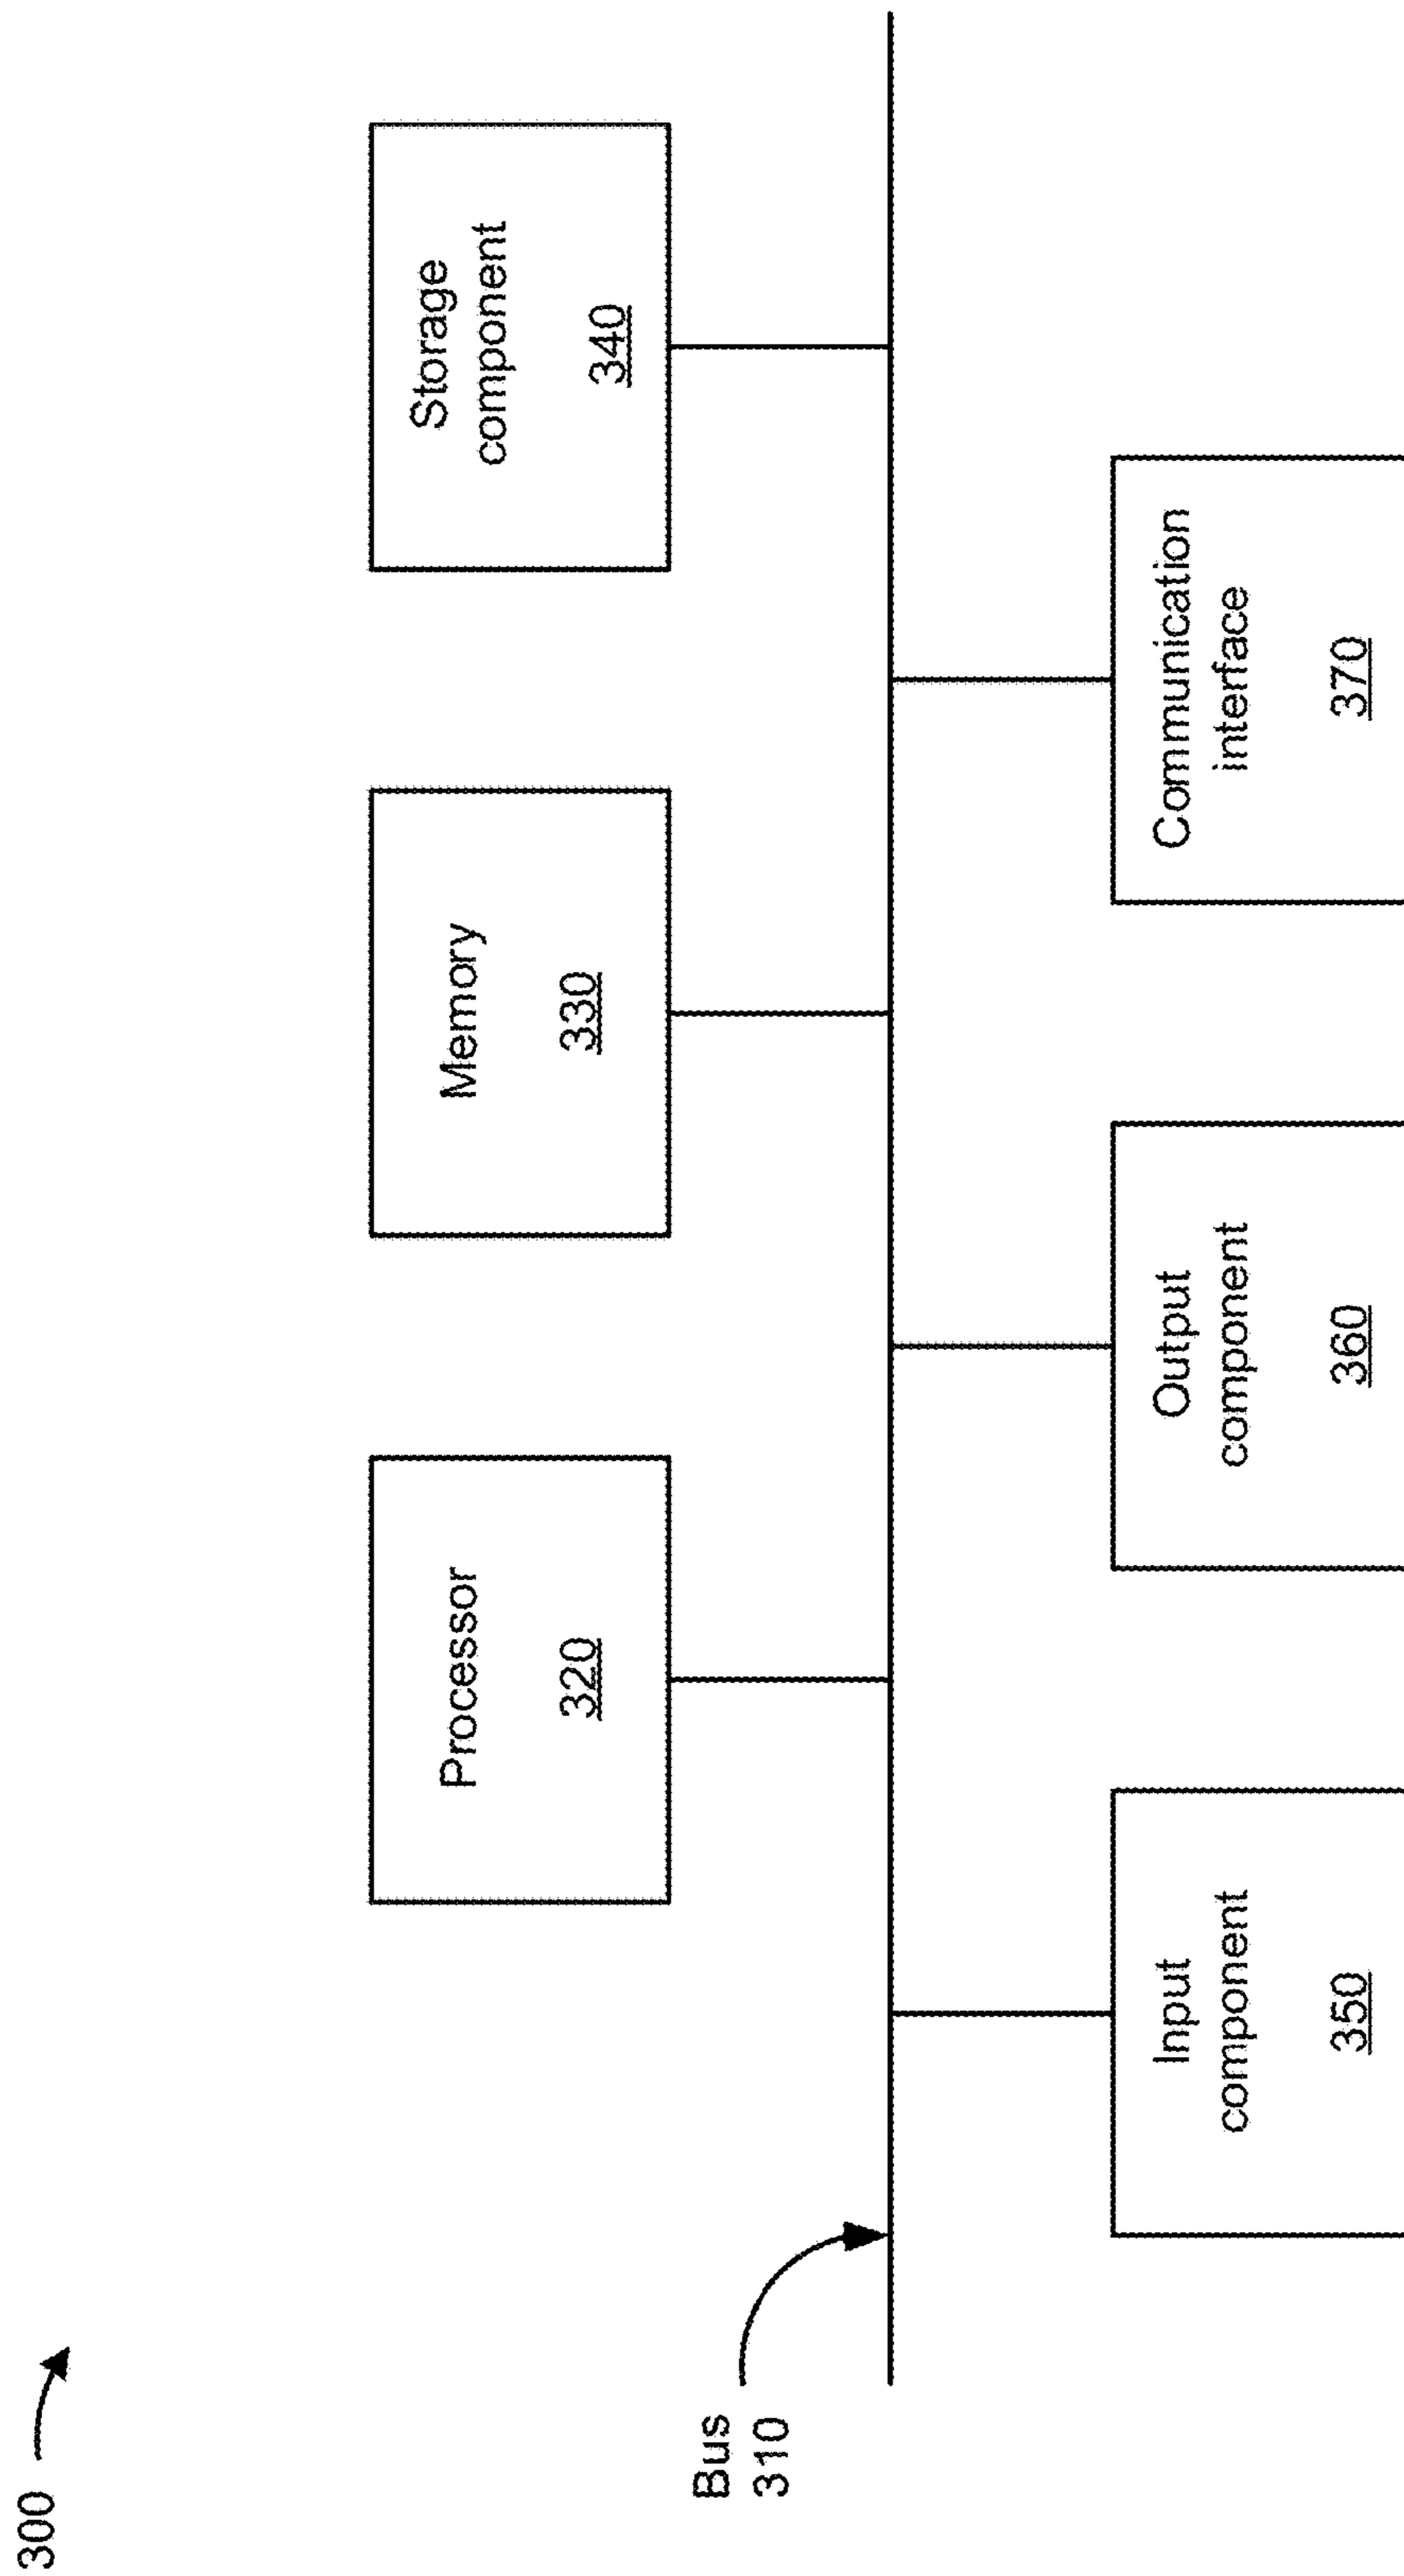 300
Bus
310
Processor
320
Memory
330
Storage
component
340
Input
component
350
Output
component
360
Communication
interface
370